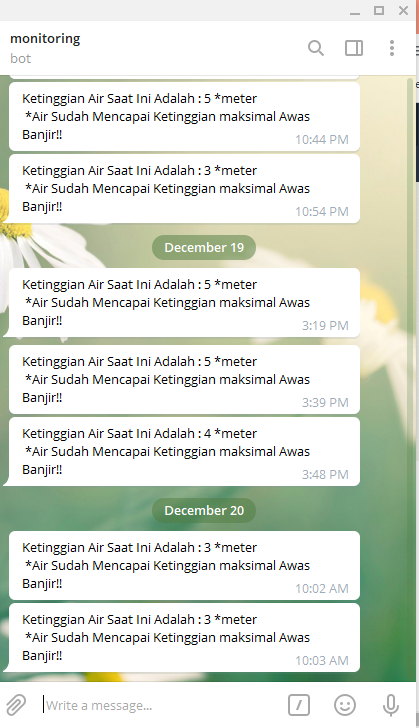 monitoring
bot
Ketinggian Air Saat Ini Adalah : 5 *meter
*Air Sudah Mencapai Ketinggian maksimal Awas
Banjir!!
10:44 PM
Ketinggian Air Saat Ini Adalah : 3 *meter
*Air Sudah Mencapai Ketinggian maksimal Awas
Banjir!!
10:54 PM
December 19
Ketinggian Air Saat Ini Adalah : 5 *meter
*Air Sudah Mencapai Ketinggian maksimal Awas
Banjir!!
3:19 PM
Ketinggian Air Saat Ini Adalah : 5 *meter
*Air Sudah Mencapai Ketinggian maksimal Awas
Banjir!!
3:39 PM
Ketinggian Air Saat Ini Adalah : 4 *meter
*Air Sudah Mencapai Ketinggian maksimal Awas
Banjir!!
3:48 PM
December 20
Ketinggian Air Saat Ini Adalah : 3 *meter
*Air Sudah Mencapai Ketinggian maksimal Awas
Banjir!!
10:02 AM
Ketinggian Air Saat Ini Adalah : 3 *meter
*Air Sudah Mencapai Ketinggian maksimal Awas
Banjir!!
10:03 AM
Write a message...